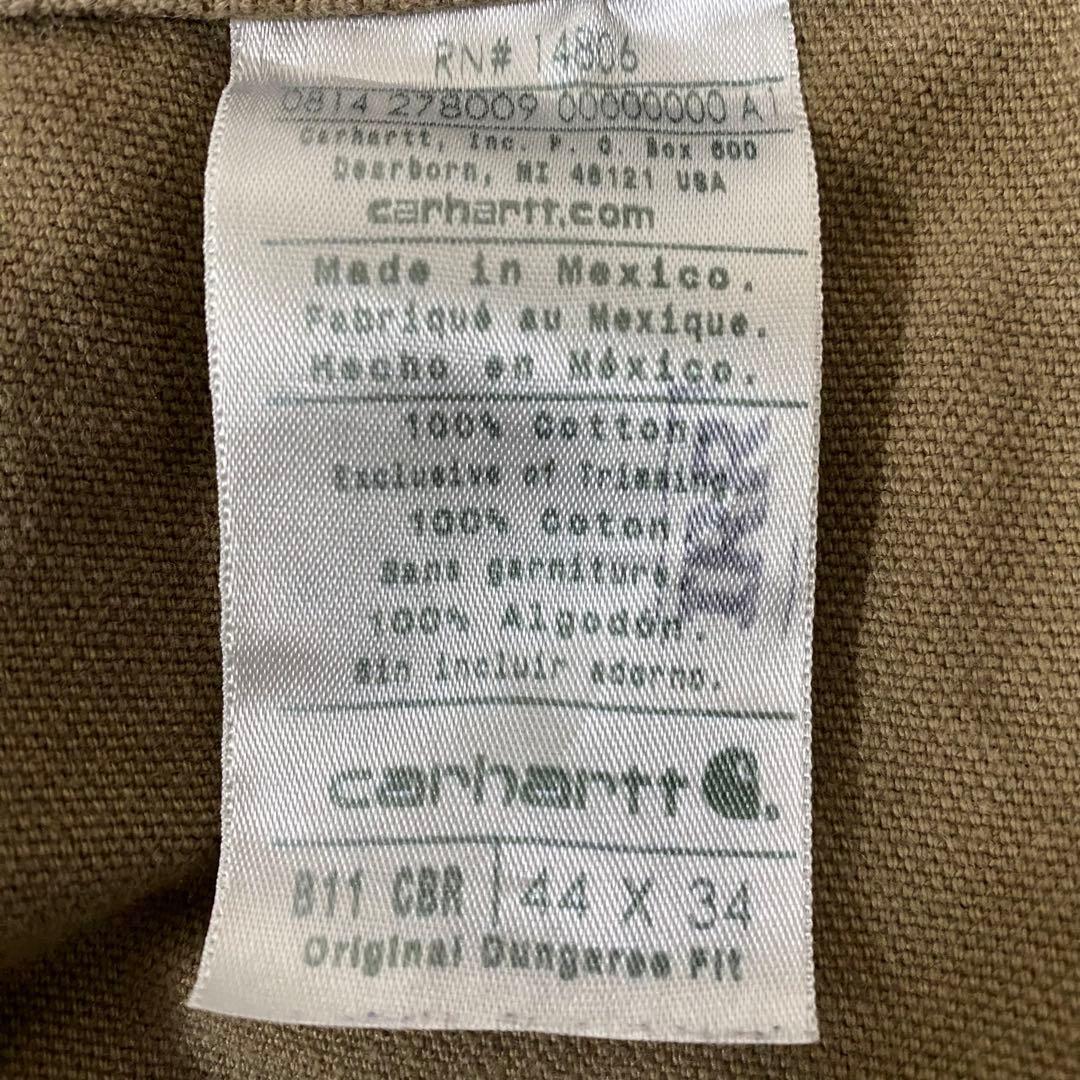 RN# 14806
0814 278009 00000000 A1
Carhartt, Inc. P. O. Box 600
Dearborn, MI 48121 USA
carhartt.com
Made in Mexico.
Fabriqué au Mexique.
Hecho en México.
100% Cotton,
Exclusive of Trimming.
100% Coton
sans garniture.
100% Algodon.
sin incluir adorno.
carhartt
B11 CBR 44 X 34
Original Dungaree Fit